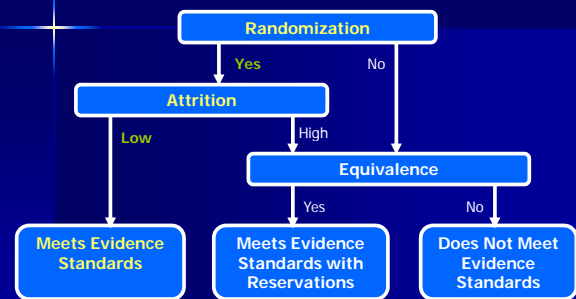 Randomization
Yes
No
Attrition
Low
High
Equivalence
Yes
No
Meets Evidence
Standards
Meets Evidence
Standards with
Reservations
Does Not Meet
Evidence
Standards